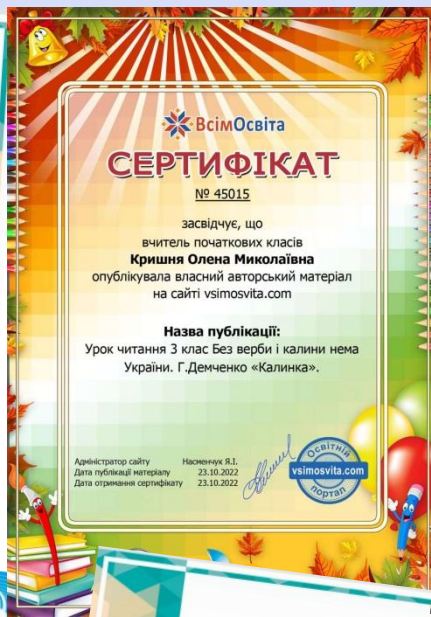 ВсімОсвіта
СЕРТИФІКАТ
№ 45015
засвідчує, що
вчитель початкових класів
Кришня Олена Миколаївна
опублікувала власний авторський матеріал
на сайті vsimosvita.com
Назва публікації:
Урок читання 3 клас Без верби і калини нема
України. Г.Демченко «Калинка».
Адміністратор сайту Насменчук Я.І.
Дата публікації матеріалу 23.10.2022
Дата отримання сертифікату 23.10.2022
Освітній
vsimosvita.com
портал